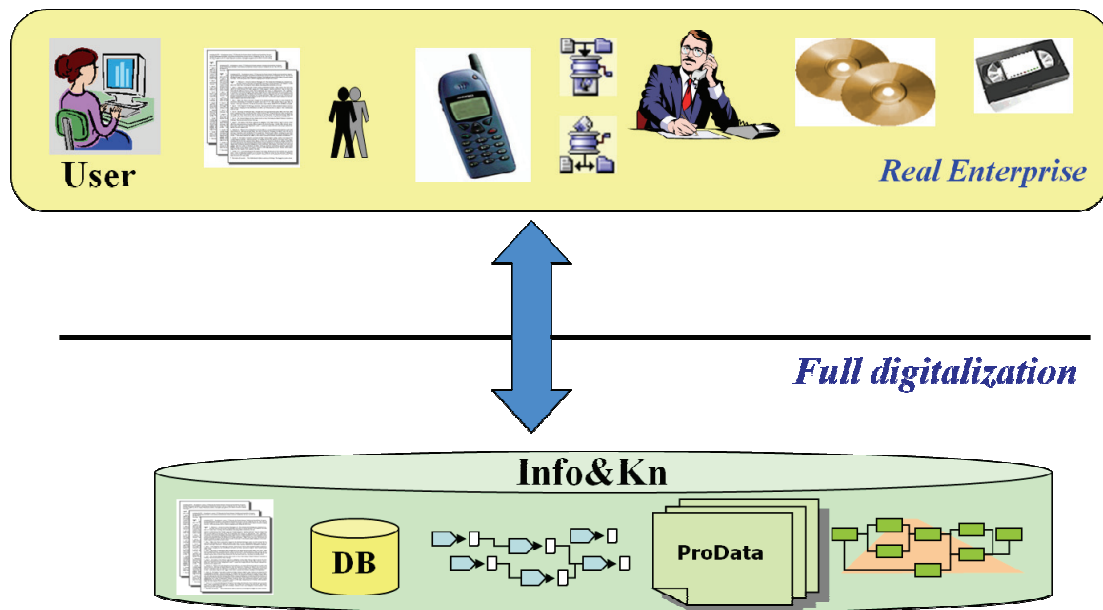 User
Real Enterprise
Full digitalization
Info&Kn
DB
ProData